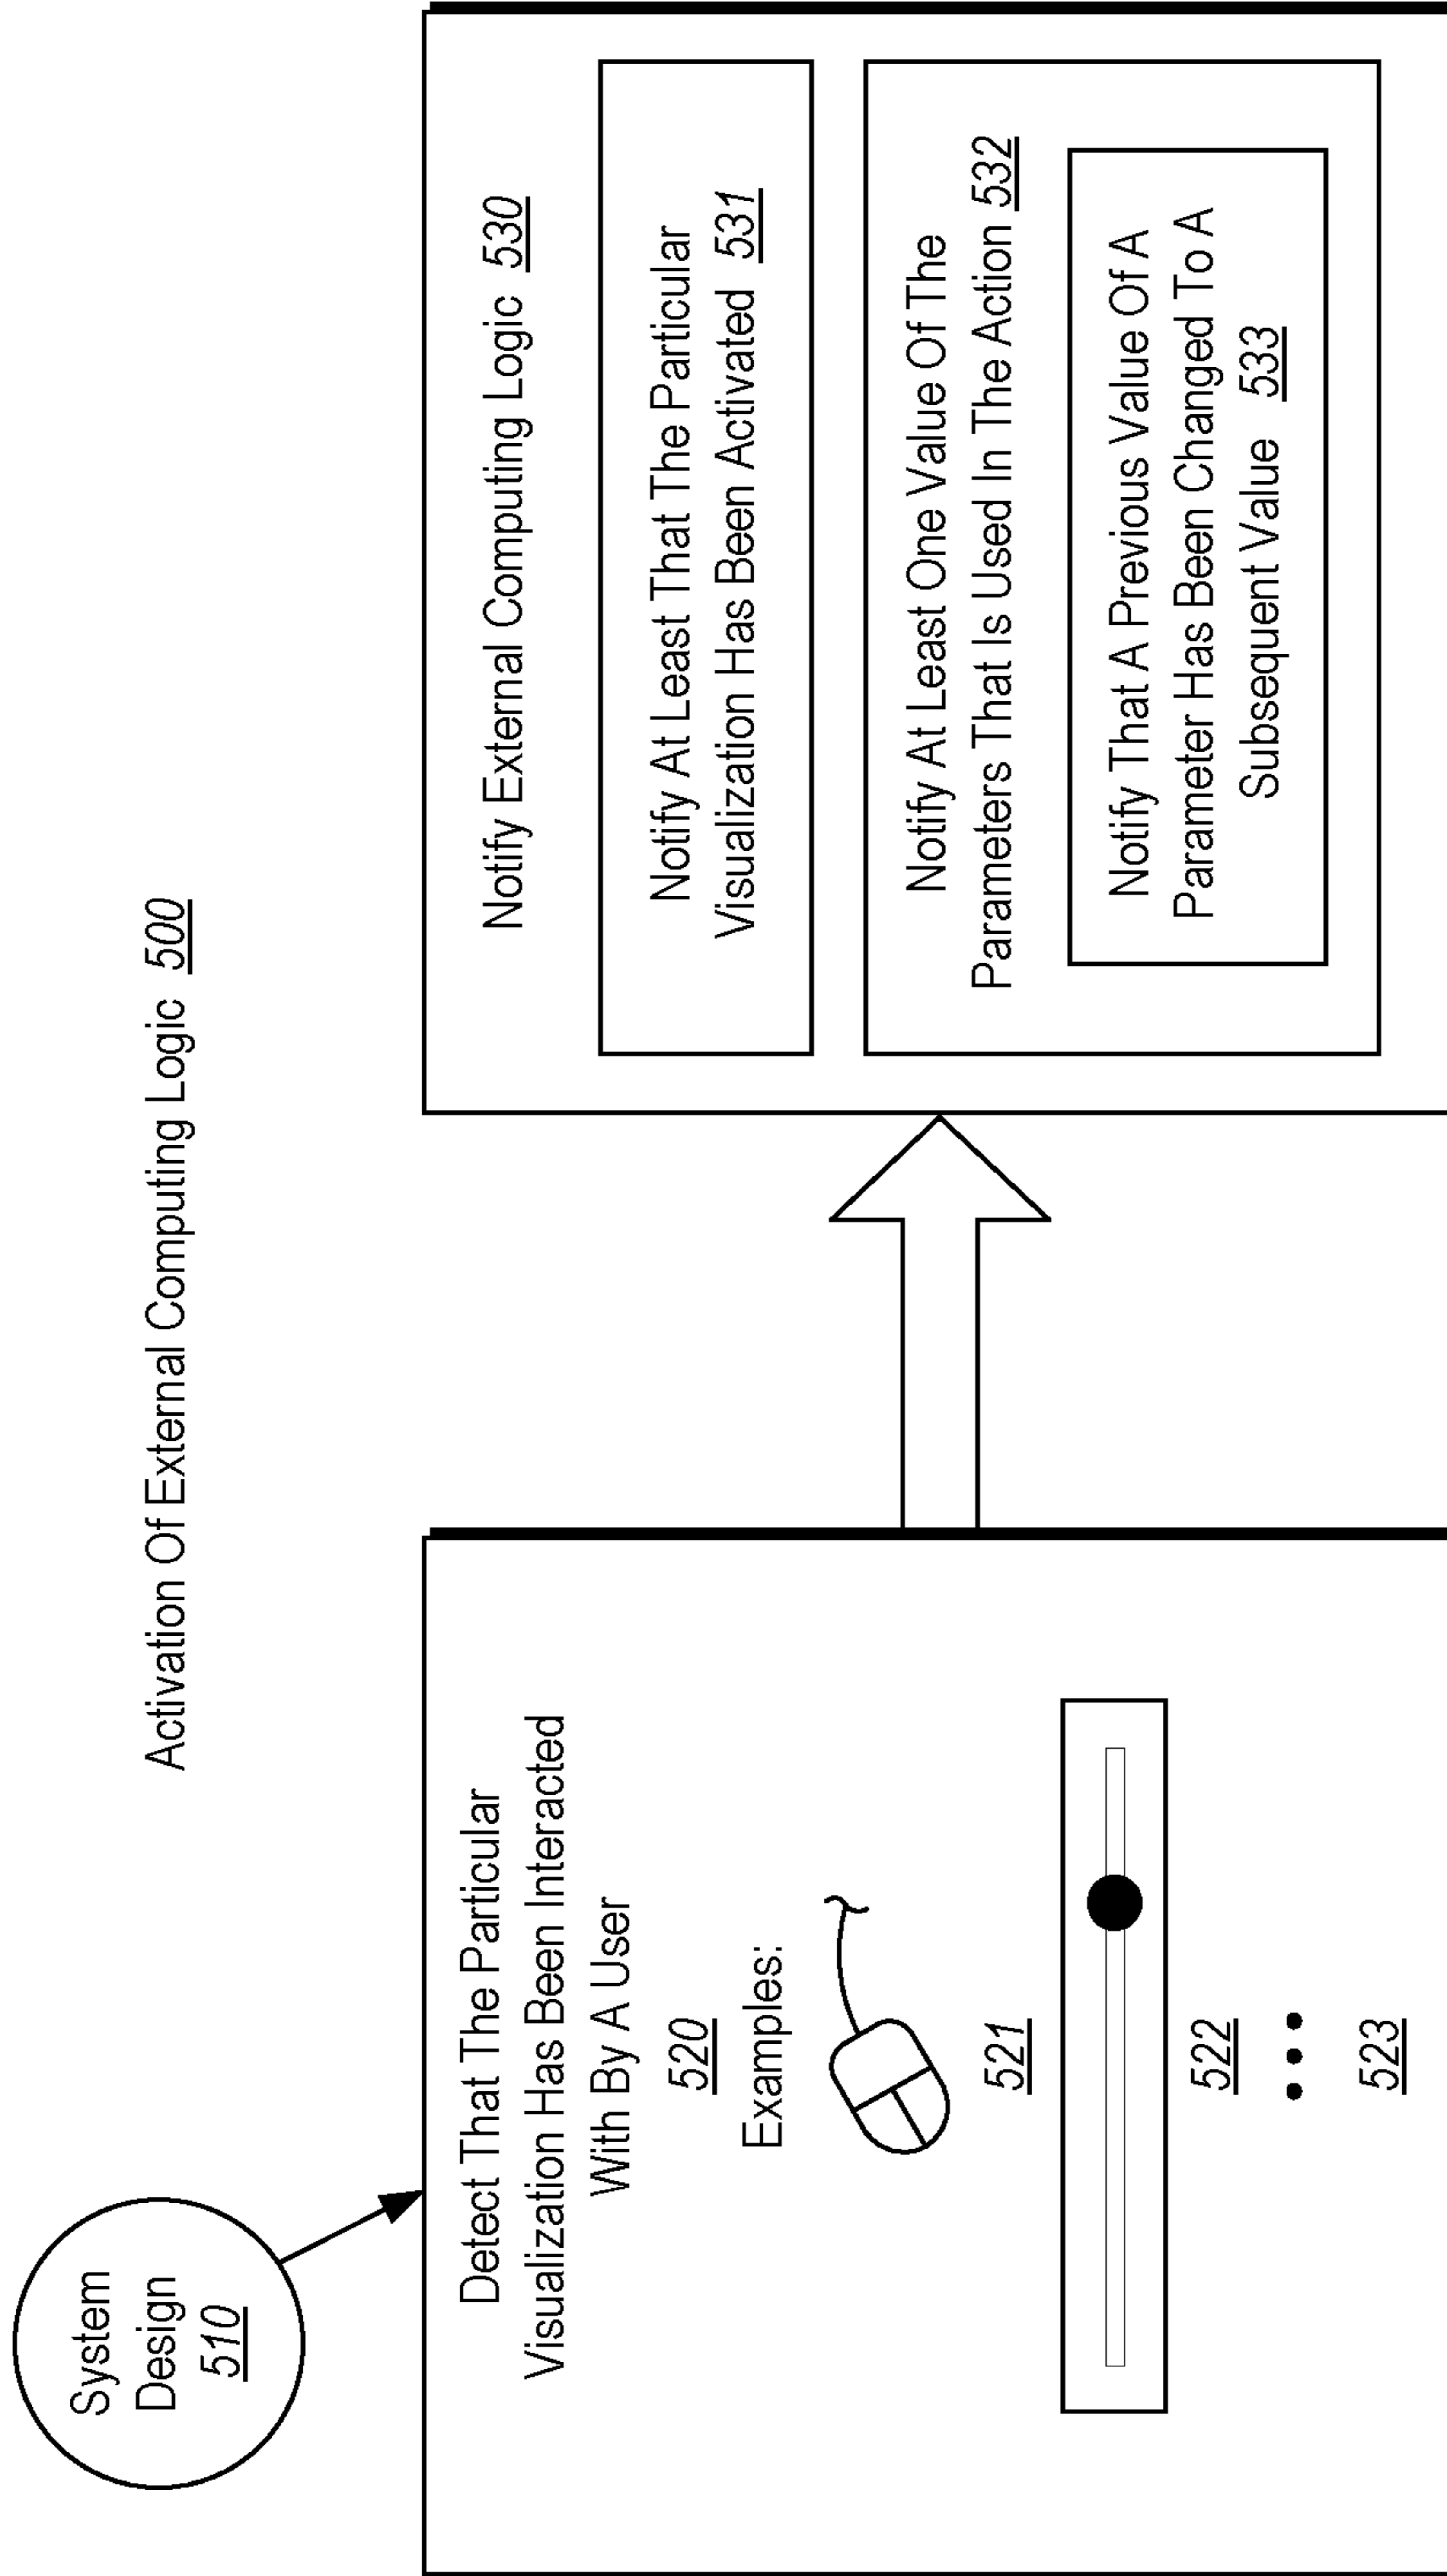 Activation Of External Computing Logic 500
System
Design
510
Detect That The Particular
Visualization Has Been Interacted
With By A User
520
Examples:
521
522
523
Notify External Computing Logic 530
Notify At Least That The Particular
Visualization Has Been Activated 531
Notify At Least One Value Of The
Parameters That Is Used In The Action 532
Notify That A Previous Value Of A
Parameter Has Been Changed To A
Subsequent Value 533